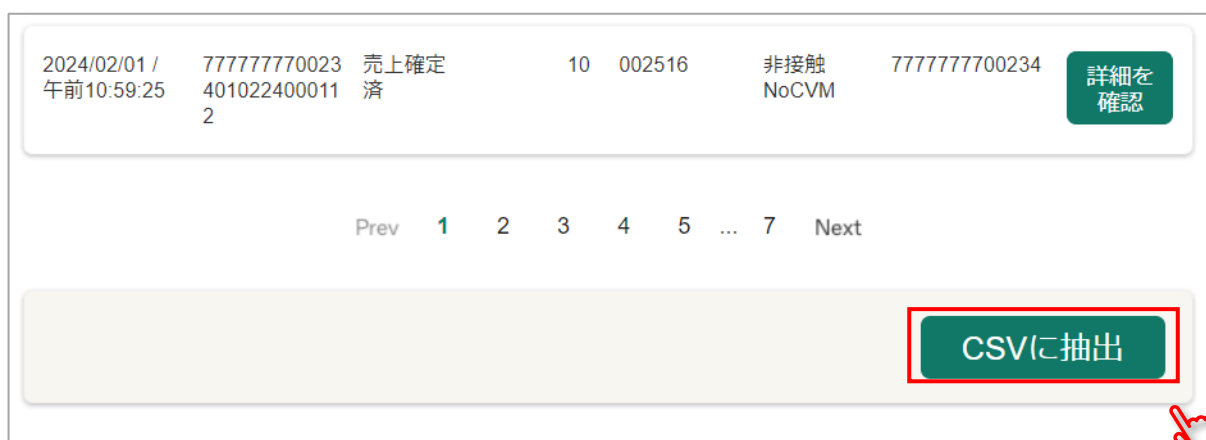 2024/02/01 / 777777770023 売上確定 10 002516 非接触 7777777700234 詳細を
午前10:59:25 401022400011 済 NoCVM 確認
2
Prev 1 2 3 4 5 ... 7 Next
CSVに抽出